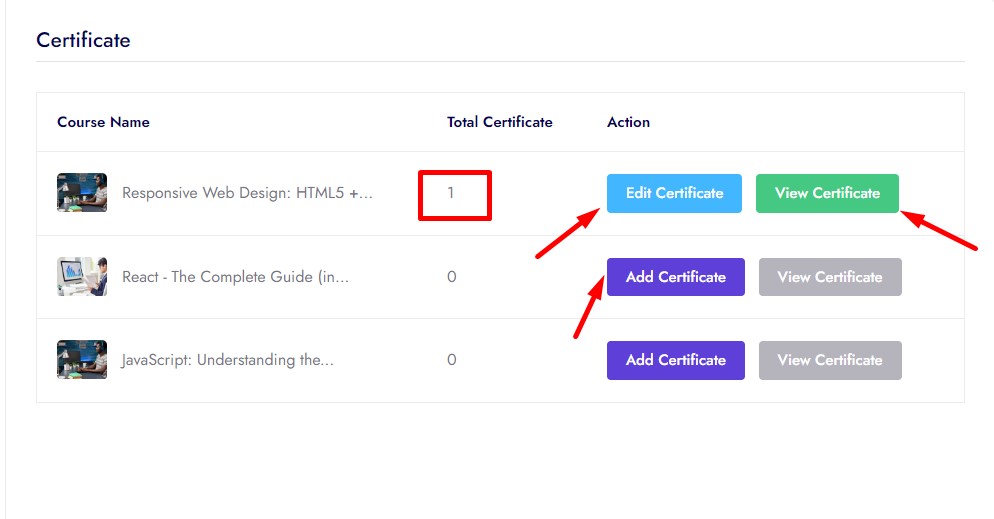 Certificate
Course Name Total Certificate Action
Responsive Web Design: HTML5 +... 1 Edit Certificate View Certificate
React - The Complete Guide (in... 0 Add Certificate View Certificate
JavaScript: Understanding the... 0 Add Certificate View Certificate